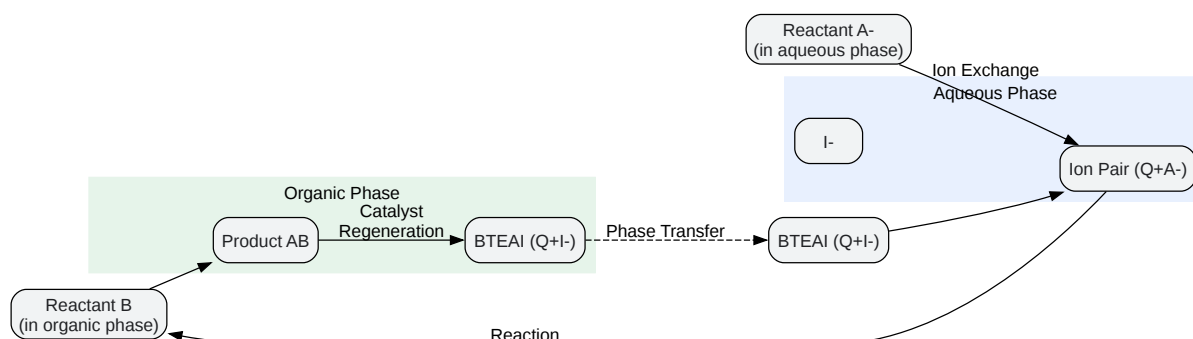 Reactant A-
(in aqueous phase)
Ion Exchange
Aqueous Phase
I-
Ion Pair (Q+A-)
Organic Phase
Catalyst
Regeneration
Product AB
BTEAI (Q+I-)
Phase Transfer
BTEAI (Q+I-)
Reactant B
(in organic phase)
Reaction